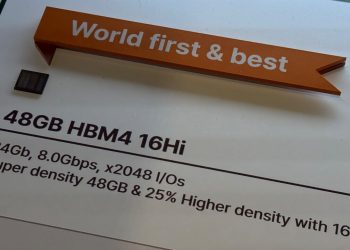 World first & best
48GB HBM4 16Hi
4Gb, 8.0Gbps, x2048 I/Os
uper density 48GB & 25% Higher density with 16